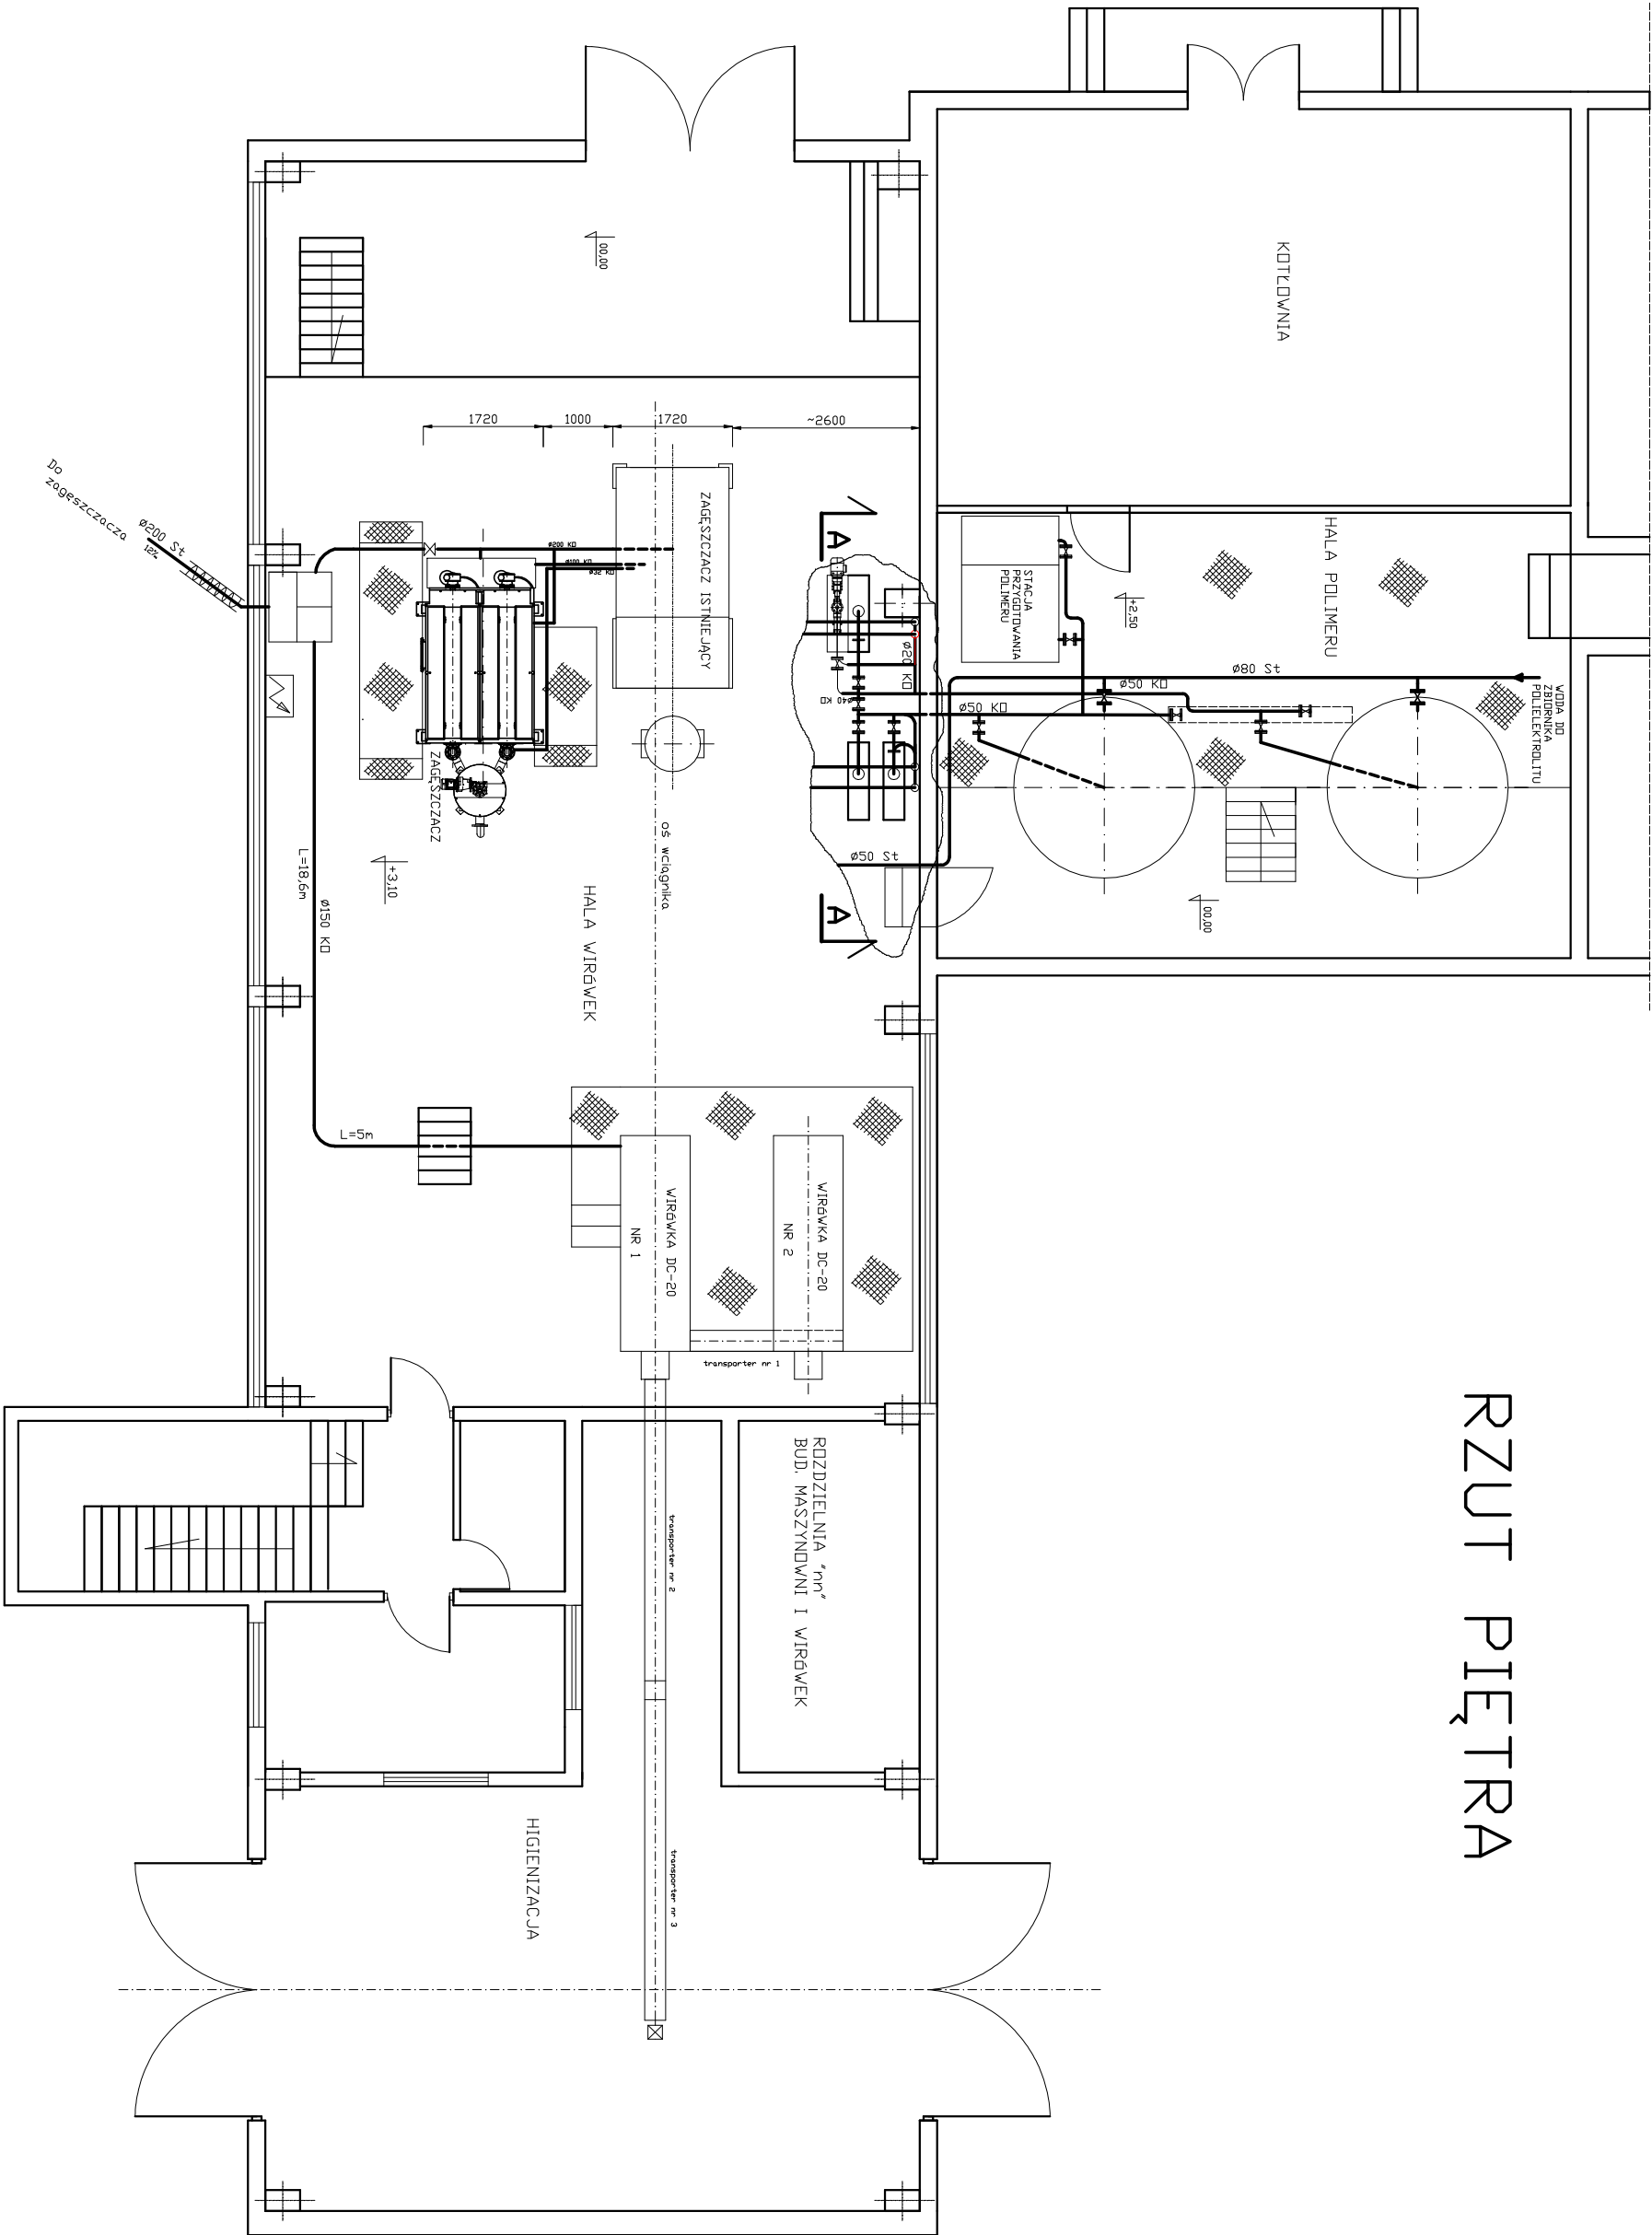 RZUT PIĘTRA
KOTŁOWNIA
00,00
HALA POLIMERU
STACJA
PRZYGOTOWANIA
POLIMERU
+2,50
WODA DO
ZBIORNIKA
POLIELEKTROLITU
ø80 St
ø50 KO
ø50 KO
00,00
1720
1000
1720
~2600
ZAGĘSZCZACZ ISTNIEJĄCY
A
ø20 KO
ø40 KO
ø50 St
A
ø200 KO
ø100 KO
ø32 KO
Do
zagęszczacza
ø200 St
12%
ZAGĘSZCZACZ
+3,10
oś wciągnika
HALA WIRÓWEK
L=18,6m
ø150 KO
L=5m
WIRÓWKA DC-20
NR 1
WIRÓWKA DC-20
NR 2
transporter nr 1
transporter nr 2
transporter nr 3
ROZDZIELNIA "nn"
BUD. MASZYNOWNI I WIRÓWEK
HIGIENIZACJA